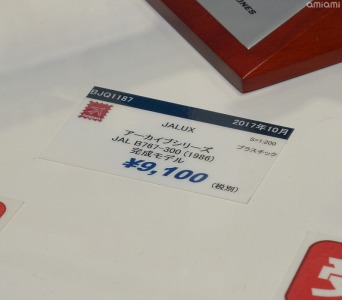 amiami
ONES
BJQ1187
2017年10月
JALUX
S=1:200
プラスチック
アーカイブシリーズ
JAL B767-300 (1986)
完成モデル
¥9,100
(税別)